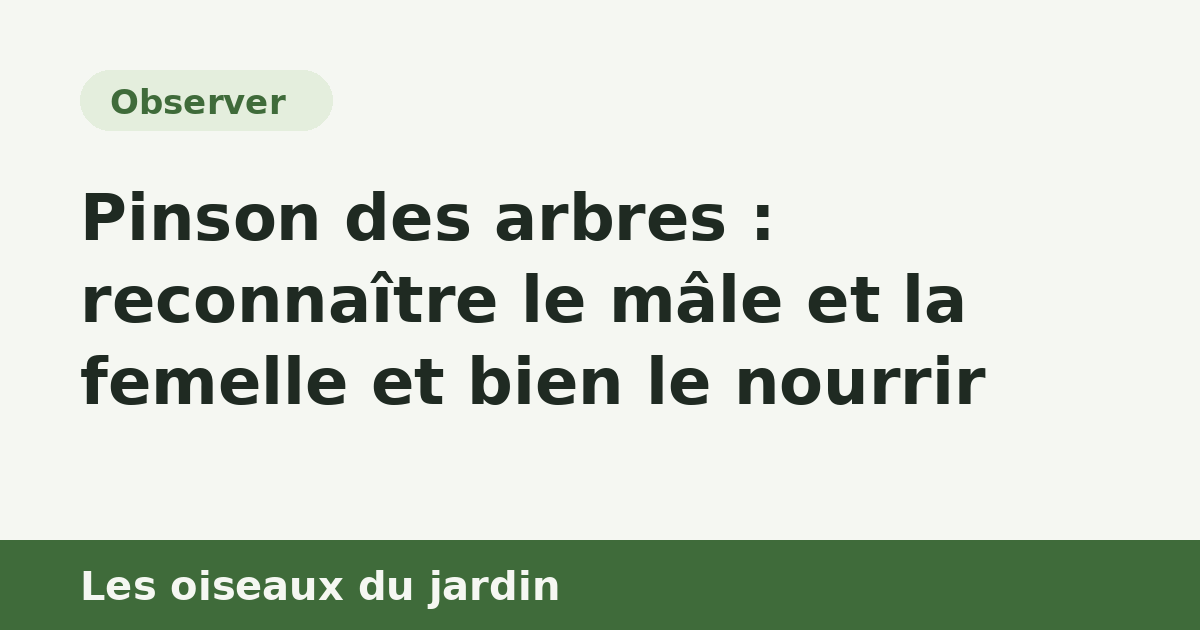 Observer
Pinson des arbres :
reconnaître le mâle et la
femelle et bien le nourrir
Les oiseaux du jardin